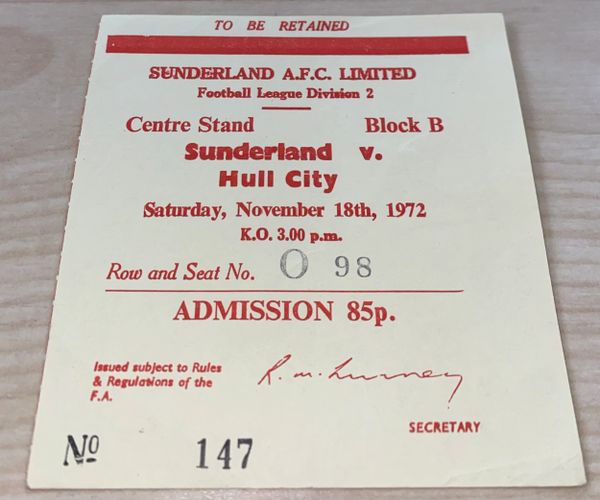 TO BE RETAINED
SUNDERLAND A.F.C. LIMITED
Football League Division 2
Centre Stand Block B
Sunderland v.
Hull City
Saturday, November 18th, 1972
K.O. 3.00 p.m.
Row and Seat No. O 98
ADMISSION 85p.
Issued subject to Rules
& Regulations of the
F.A.
SECRETARY
Nº 147